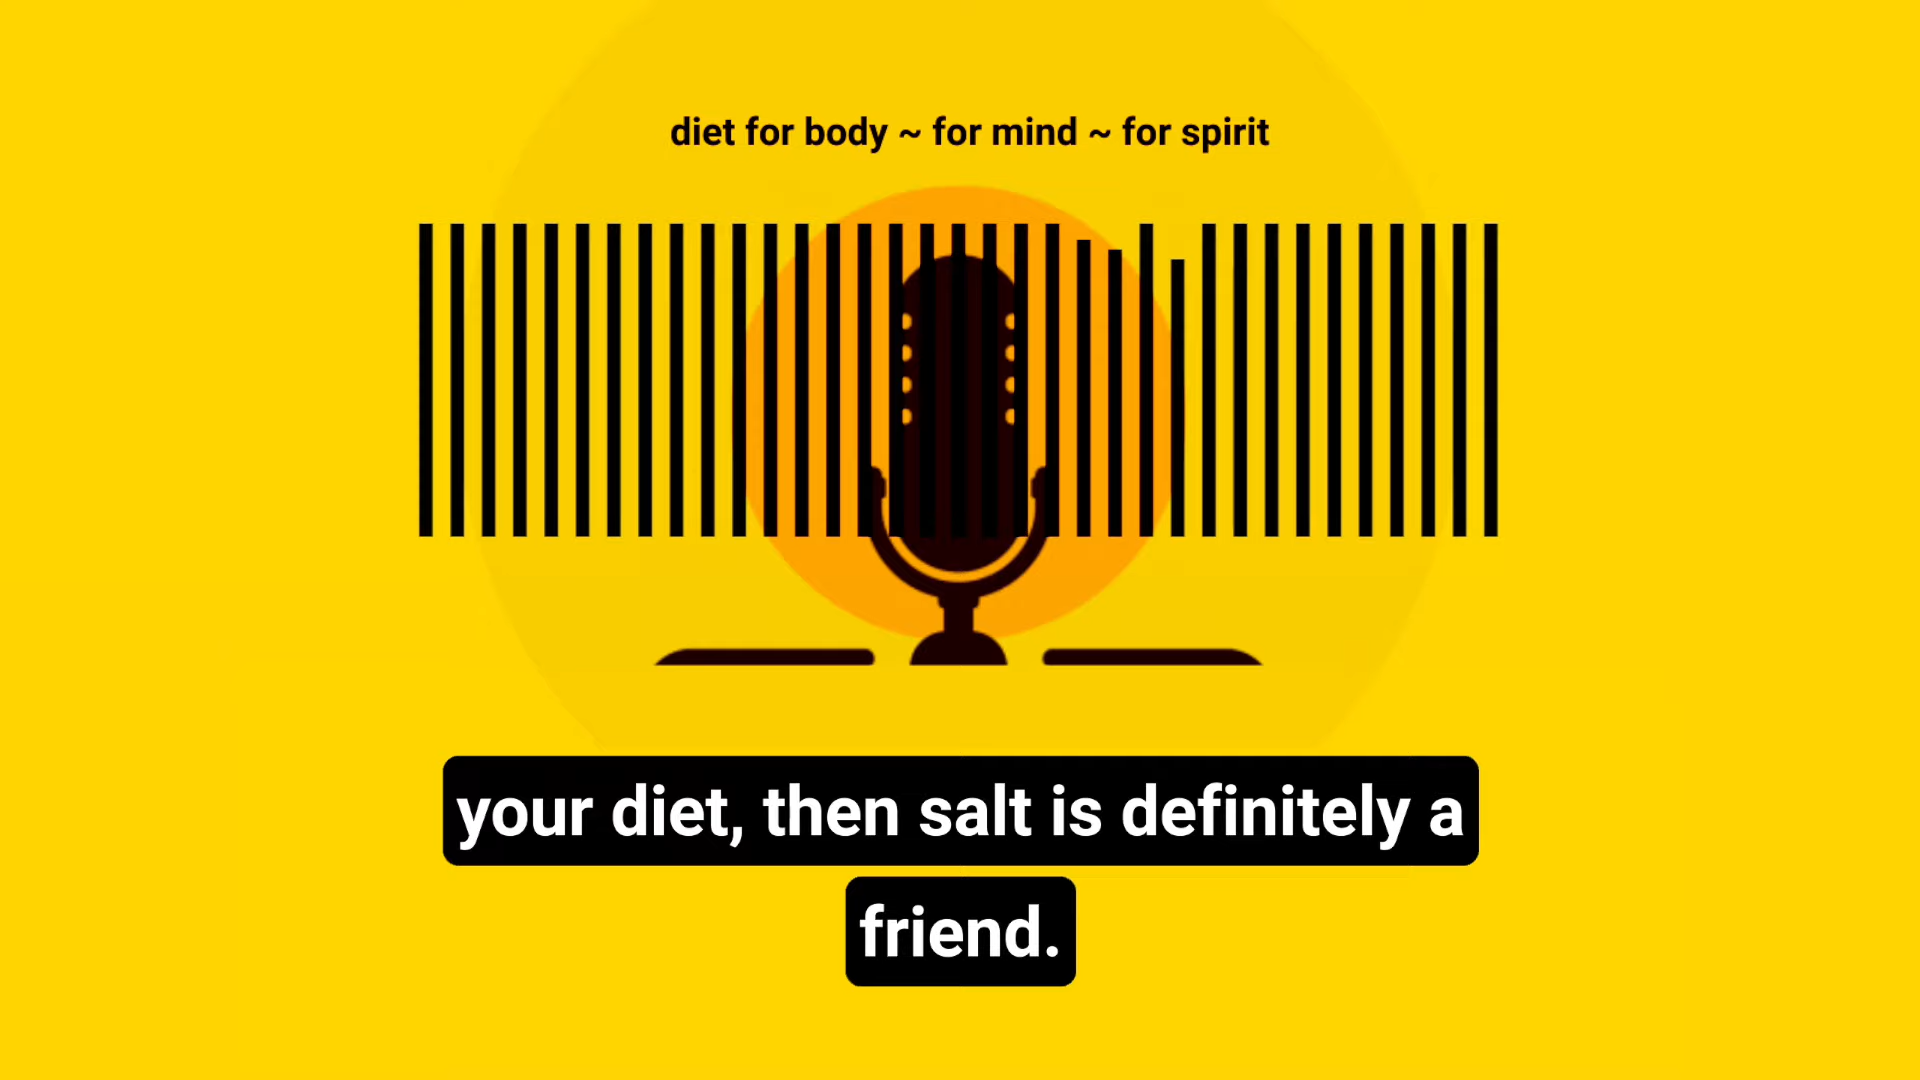 diet for body ~ for mind ~ for spirit
your diet, then salt is definitely a
friend.